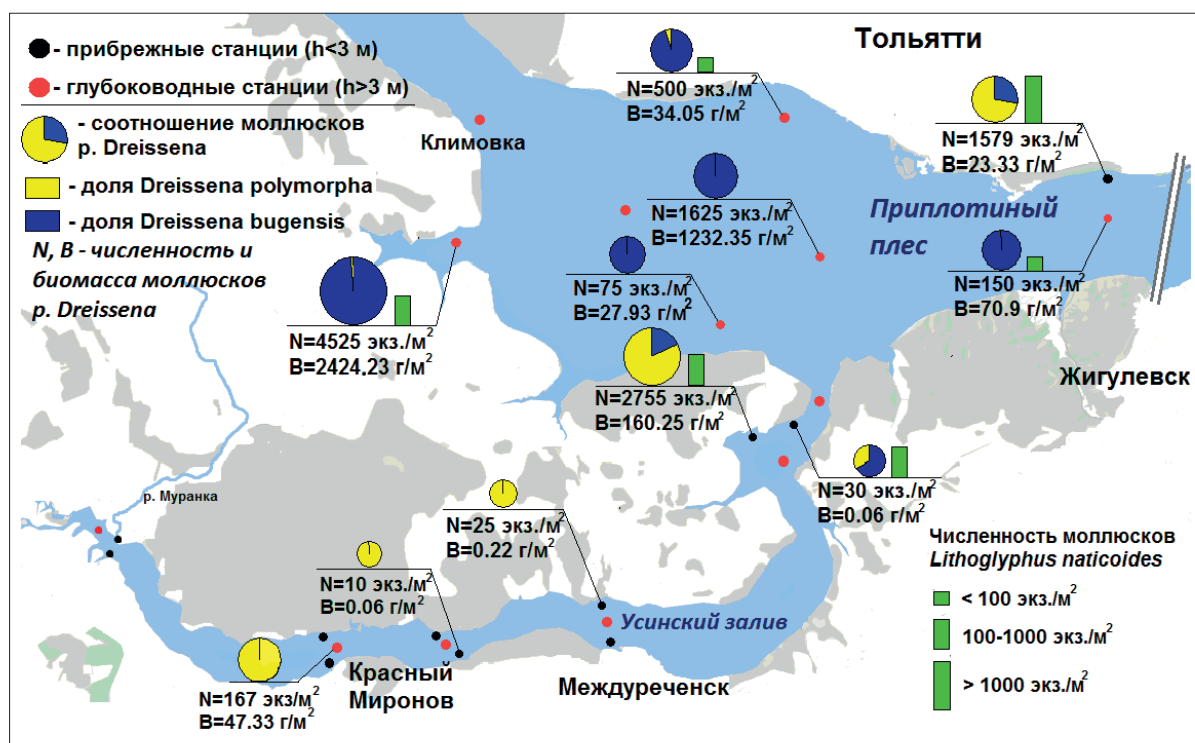 - прибрежные станции (h<3 м)
- глубоководные станции (h>3 м)
- соотношение моллюсков
р. Dreissena
- доля Dreissena polymorpha
- доля Dreissena bugensis
N, B - численность и
биомасса моллюсков
р. Dreissena
Тольятти
N=500 экз./м²
B=34.05 г/м²
N=1579 экз./м²
B=23.33 г/м²
Климовка
N=1625 экз./м²
B=1232.35 г/м²
Приплотиный
плес
N=75 экз./м²
B=27.93 г/м²
N=150 экз./м²
B=70.9 г/м²
N=4525 экз./м²
B=2424,23 г/м²
Жигулевск
N=2755 экз./м²
B=160.25 г/м²
р. Муранка
N=30 экз./м²
B=0.06 г/м²
N=25 экз./м²
B=0.22 г/м²
N=10 экз./м²
B=0.06 г/м²
Численность моллюсков
Lithoglyphus naticoides
< 100 экз./м²
100-1000 экз./м²
> 1000 экз./м²
Усинский залив
Красный
Миронов
Междуреченск
N=167 экз/м²
B=47.33 г/м²